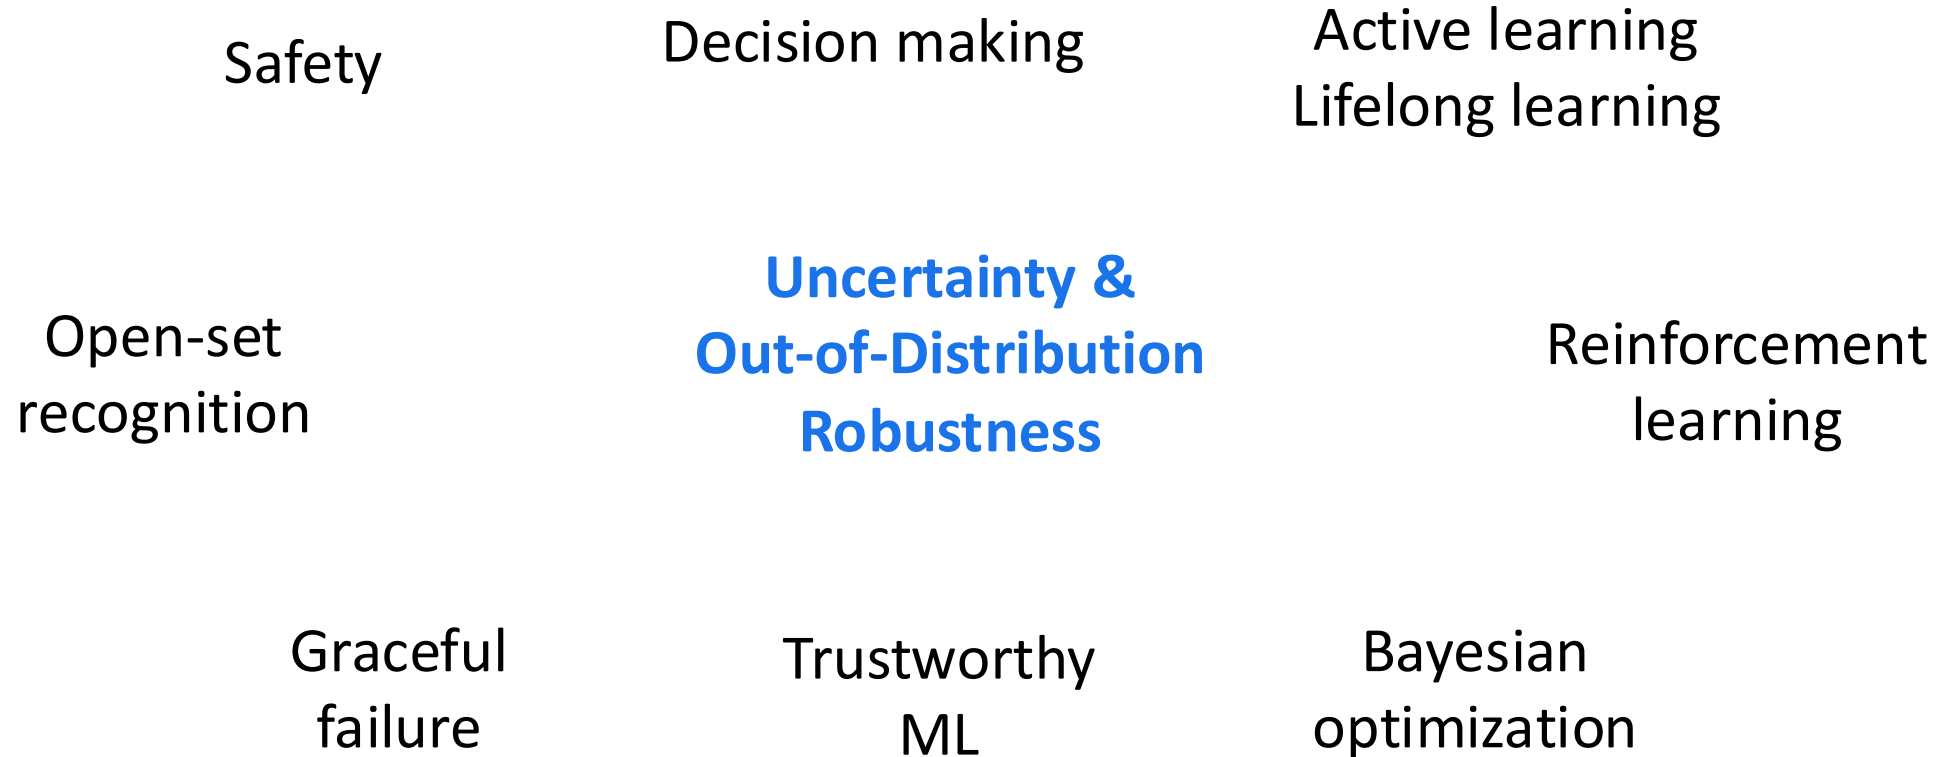 Safety
Decision making
Active learning
Lifelong learning
Uncertainty &
Out-of-Distribution
Robustness
Open-set
recognition
Reinforcement
learning
Graceful
failure
Trustworthy
ML
Bayesian
optimization